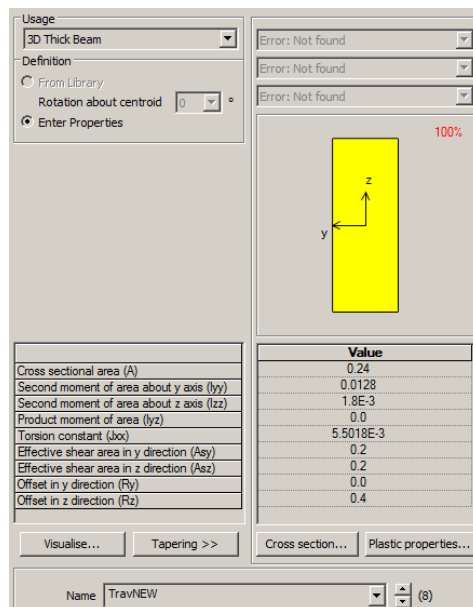 Usage
3D Thick Beam
Error: Not found
Definition
Error: Not found
From Library
Rotation about centroid 0 °
Error: Not found
Enter Properties
100%
z
y
Value
Cross sectional area (A) 0.24
Second moment of area about y axis (Iyy) 0.0128
Second moment of area about z axis (Izz) 1.8E-3
Product moment of area (Iyz) 0.0
Torsion constant (Jxx) 5.5018E-3
Effective shear area in y direction (Asy) 0.2
Effective shear area in z direction (Asz) 0.2
Offset in y direction (Ry) 0.0
Offset in z direction (Rz) 0.4
Visualise... Tapering >> Cross section... Plastic properties...
Name TravNEW (8)